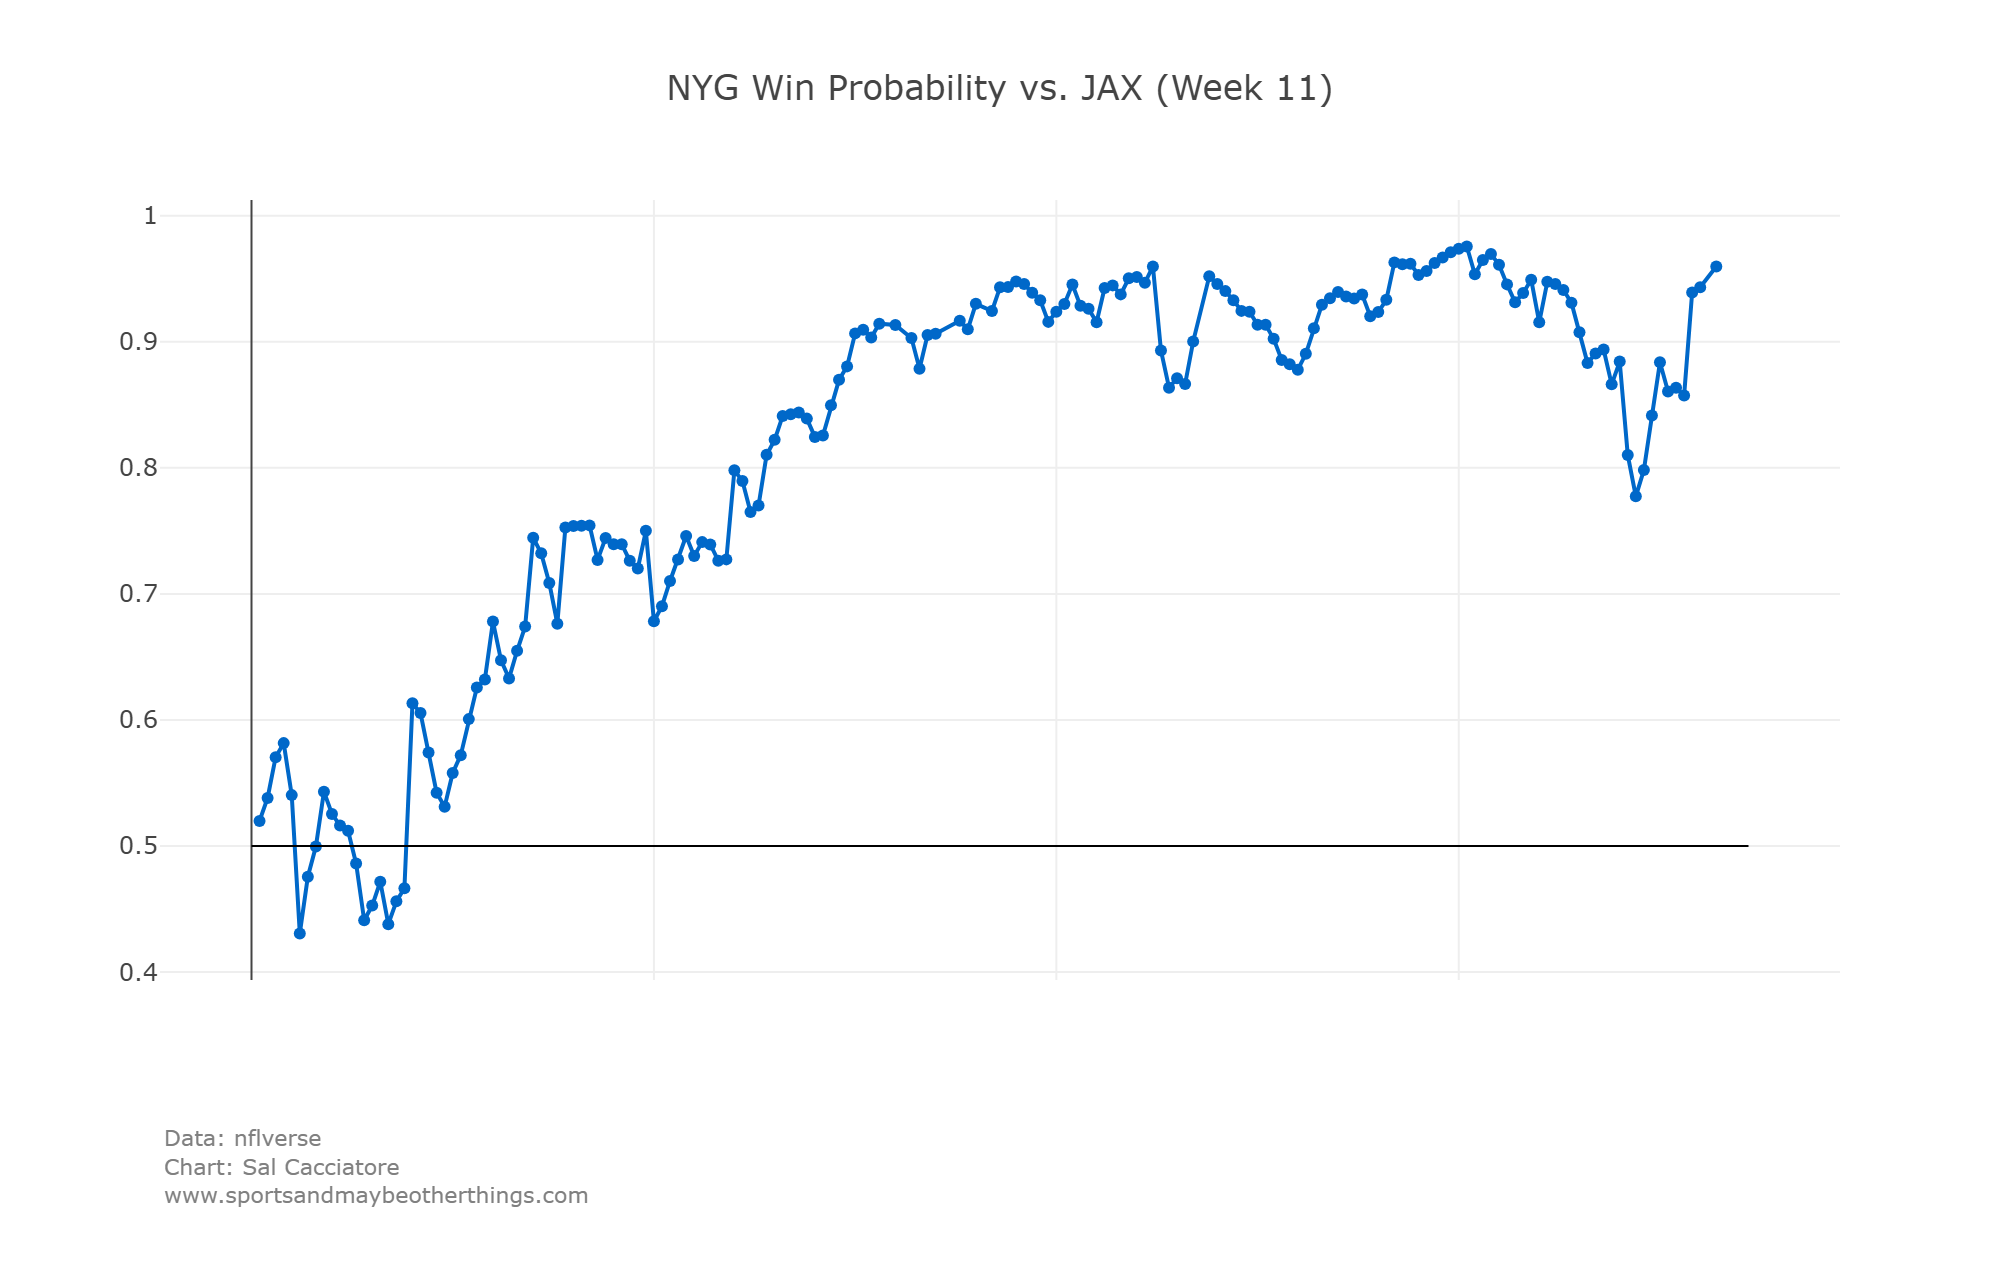 NYG Win Probability vs. JAX (Week 11)
1
0.9
0.8
0.7
0.6
0.5
0.4
Data: nflverse
Chart: Sal Cacciatore
www.sportsandmaybeotherthings.com